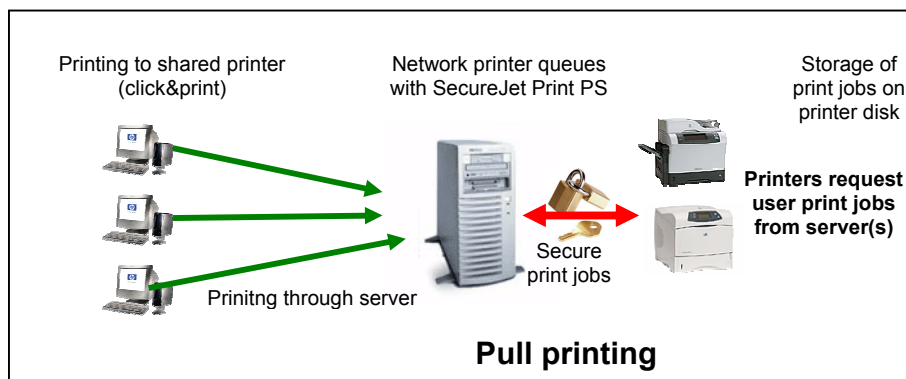 Printing to shared printer
(click&print)
Network printer queues
with SecureJet Print PS
Storage of
print jobs on
printer disk
Printers request
user print jobs
from server(s)
Secure
print jobs
Prinitng through server
Pull printing